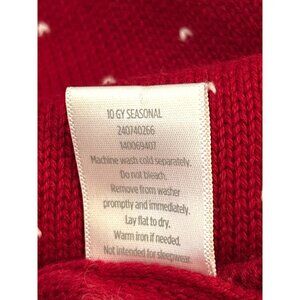 10 GY SEASONAL
240740266
140069407
Machine wash cold separately.
Do not bleach.
Remove from washer
promptly and immediately.
Lay flat to dry.
Warm iron if needed.
Not intended for sleepwear.